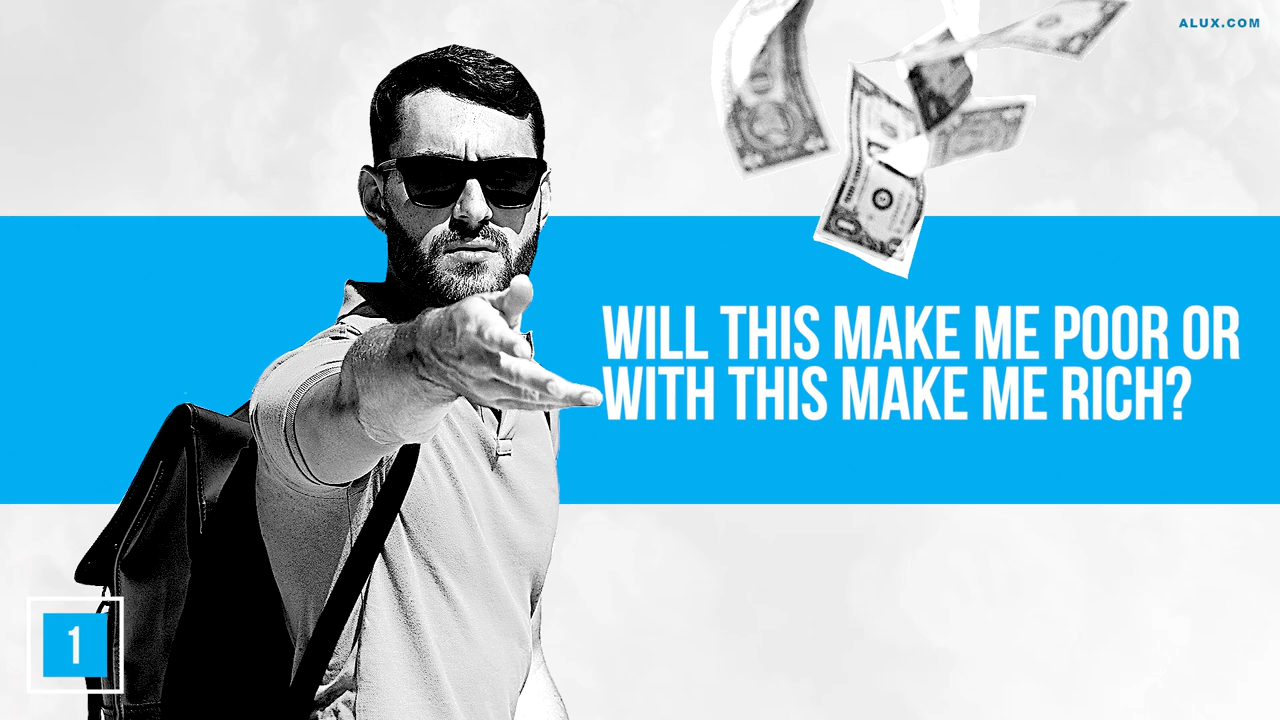 ALUX.COM
WILL THIS MAKE ME POOR OR
WITH THIS MAKE ME RICH?
1